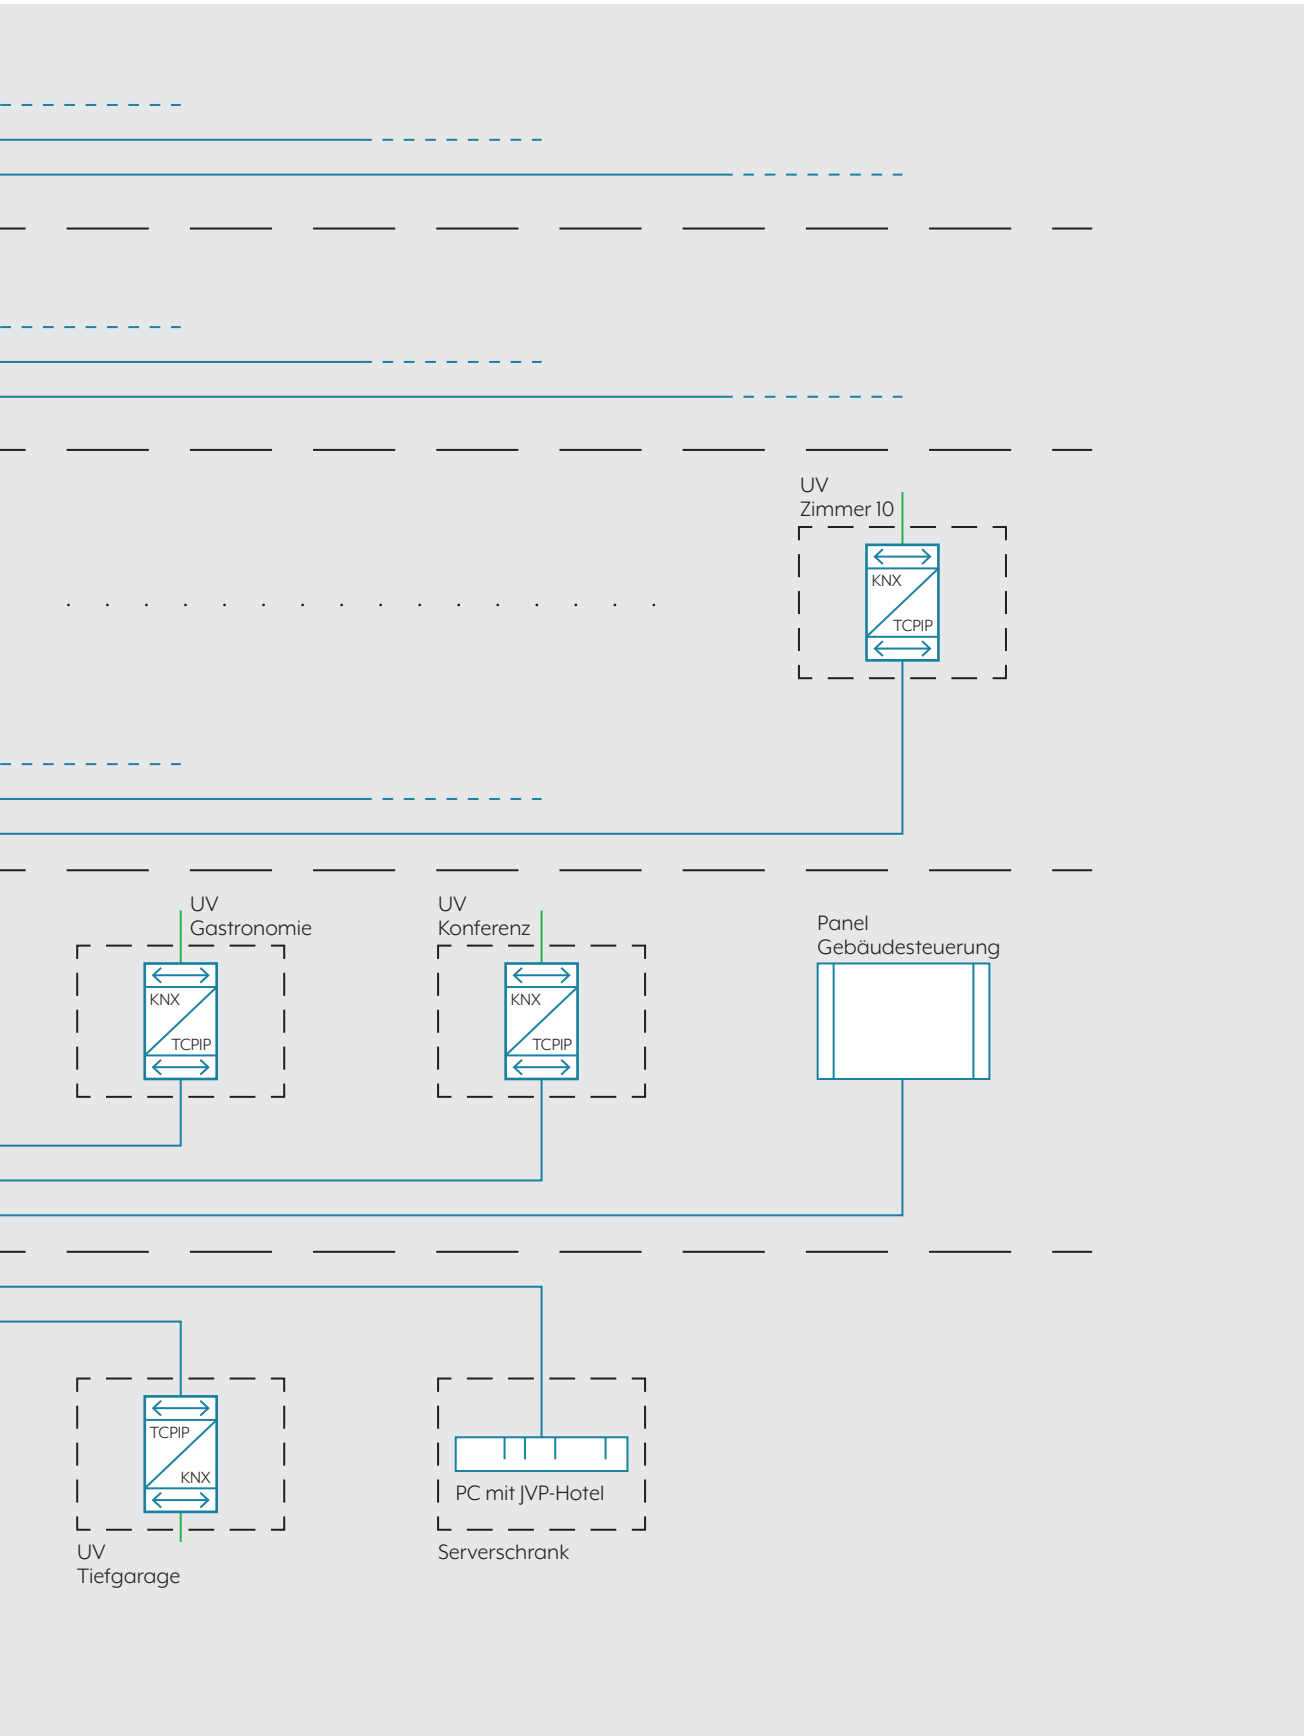 UV
Zimmer 10
KNX
TCPIP
UV
Gastronomie
KNX
TCPIP
UV
Konferenz
KNX
TCPIP
Panel
Gebäudesteuerung
TCPIP
KNX
UV
Tiefgarage
PC mit JVP-Hotel
Serverschrank